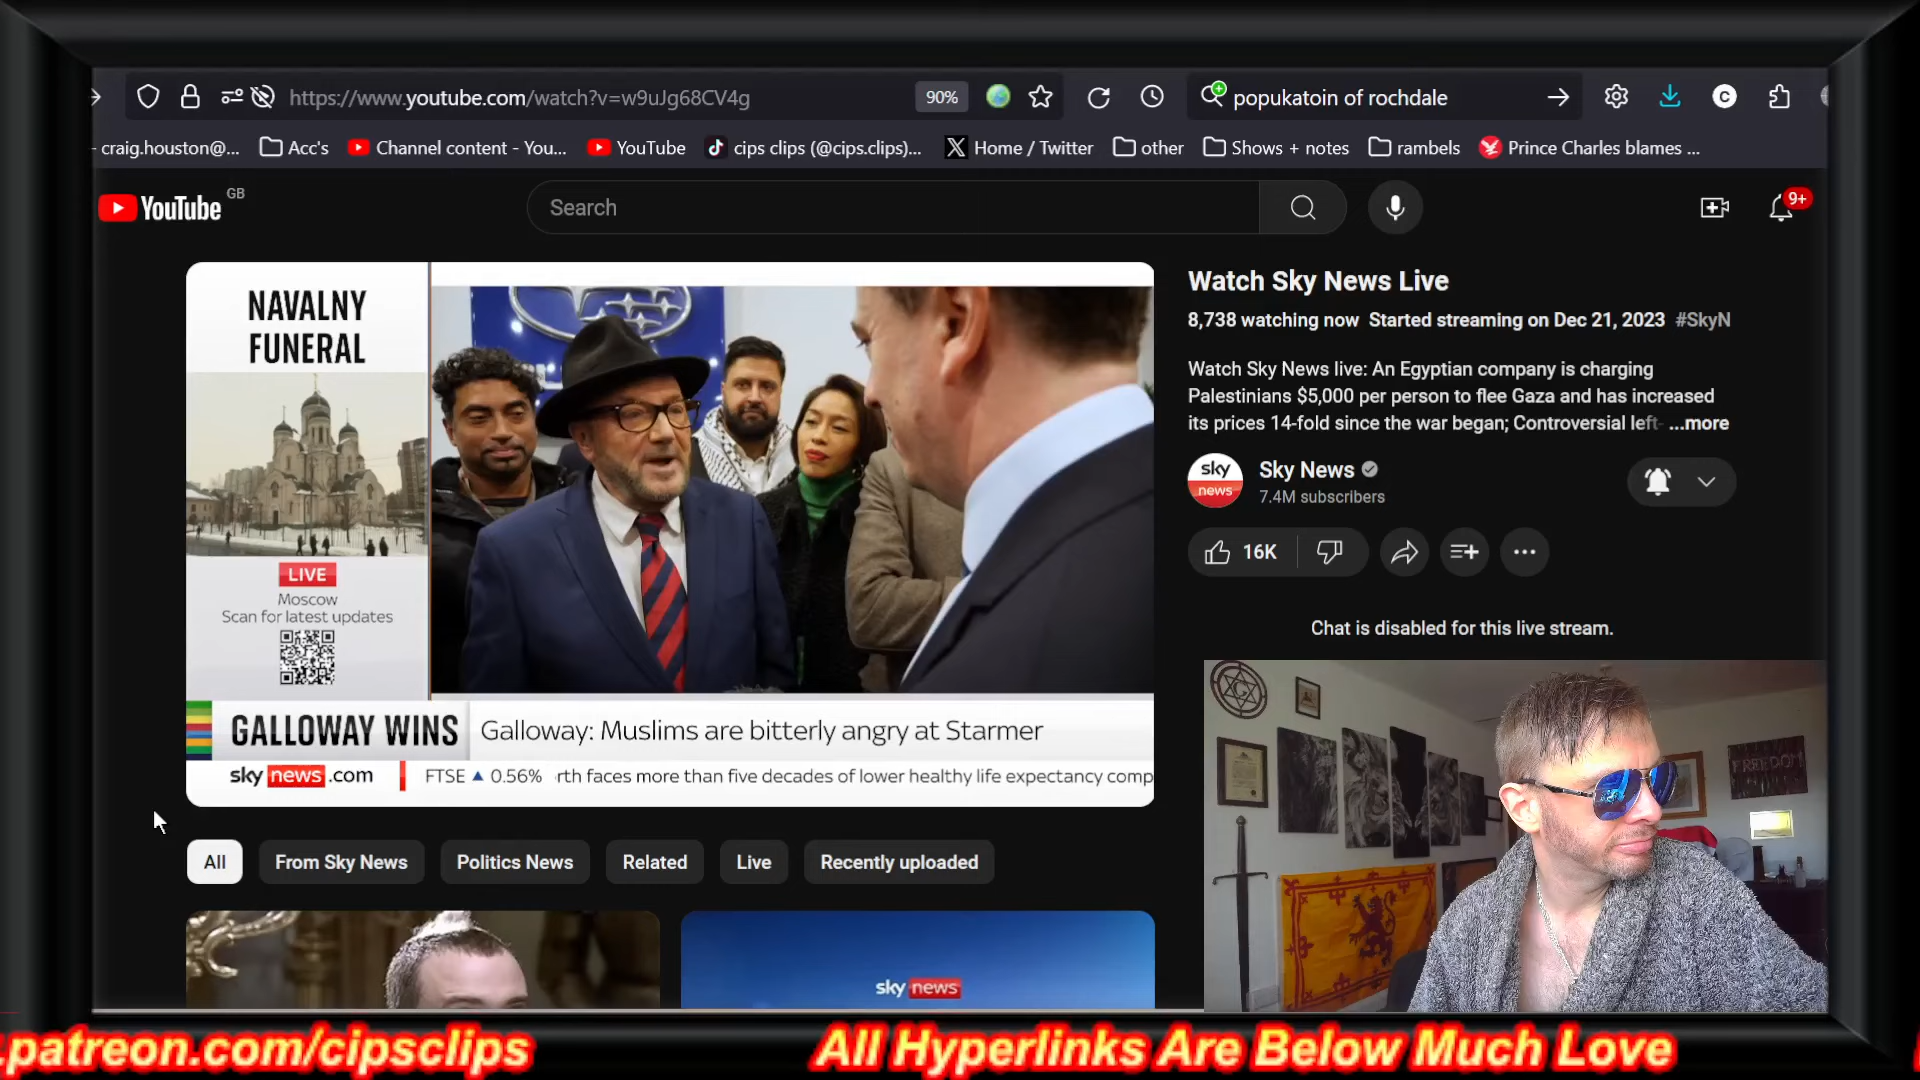 https://www.youtube.com/watch?v=w9uJg68CV4g
90%
popukatoin of rochdale
C
craig.houston@...
Acc's
Channel content - You...
YouTube
cips clips (@cips.clips)...
Home / Twitter
other
Shows + notes
rambels
Prince Charles blames ...
YouTube
GB
Search
9+
NAVALNY
FUNERAL
LIVE
Moscow
Scan for latest updates
GALLOWAY WINS
Galloway: Muslims are bitterly angry at Starmer
sky news.com
FTSE ▲ 0.56%
rth faces more than five decades of lower healthy life expectancy comp
Watch Sky News Live
8,738 watching now Started streaming on Dec 21, 2023 #SkyN
Watch Sky News live: An Egyptian company is charging
Palestinians $5,000 per person to flee Gaza and has increased
its prices 14-fold since the war began; Controversial left- ...more
sky
news
Sky News
7.4M subscribers
16K
Chat is disabled for this live stream.
FREEDOM
All
From Sky News
Politics News
Related
Live
Recently uploaded
sky news
.patreon.com/cipsclips
All Hyperlinks Are Below Much Love